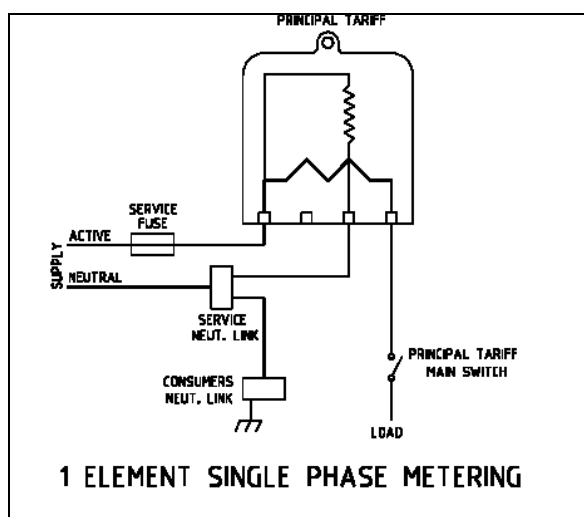 PRINCIPAL TARIFF
SERVICE
FUSE
ACTIVE
SUPPLY
NEUTRAL
SERVICE
NEUT. LINK
CONSUMERS
NEUT. LINK
PRINCIPAL TARIFF
MAIN SWITCH
LOAD
1 ELEMENT SINGLE PHASE METERING